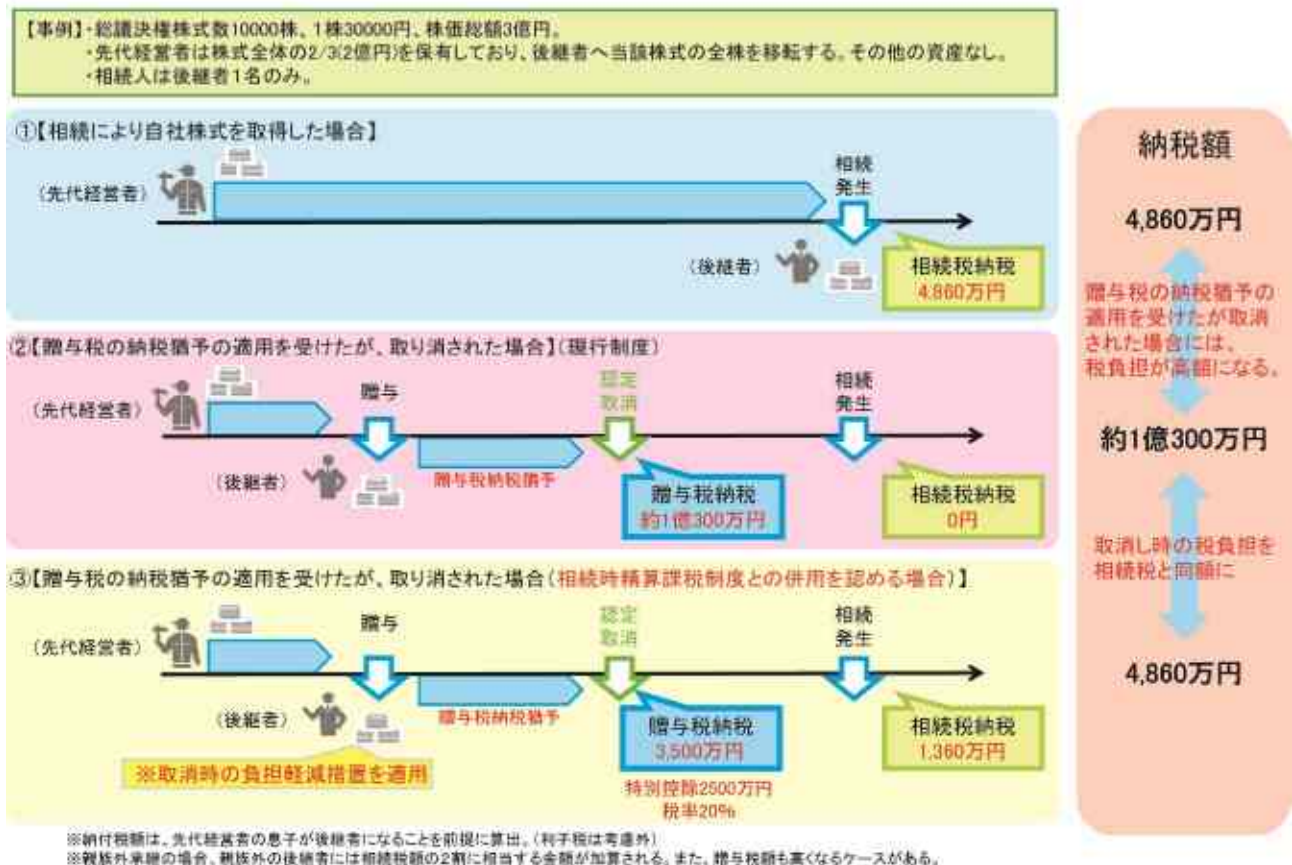 【事例】・総議決権株式数10000株、1株30000円、株価総額3億円。
・先代経営者は株式全体の2/3(2億円)を保有しており、後継者へ当該株式の全株を移転する。その他の資産なし。
・相続人は後継者1名のみ。
①【相続により自社株式を取得した場合】
(先代経営者)
相続
発生
(後継者)
相続税納税
4,860万円
②【贈与税の納税猶予の適用を受けたが、取り消された場合】(現行制度)
(先代経営者)
贈与
認定
取消
相続
発生
(後継者)
贈与税納税猶予
贈与税納税
約1億300万円
相続税納税
0円
③【贈与税の納税猶予の適用を受けたが、取り消された場合(相続時精算課税制度との併用を認める場合)】
(先代経営者)
贈与
認定
取消
相続
発生
(後継者)
贈与税納税猶予
※取消時の負担軽減措置を適用
贈与税納税
3,500万円
特別控除2500万円
税率20%
相続税納税
1,360万円
納税額
4,860万円
贈与税の納税猶予の
適用を受けたが取消
された場合には、
税負担が高額になる。
約1億300万円
取消し時の税負担を
相続税と同額に
4,860万円
※納付税額は、先代経営者の息子が後継者になることを前提に算出。(利子税は考慮外)
※親族外承継の場合、親族外の後継者には相続税額の2割に相当する金額が加算される。また、贈与税額も高くなるケースがある。